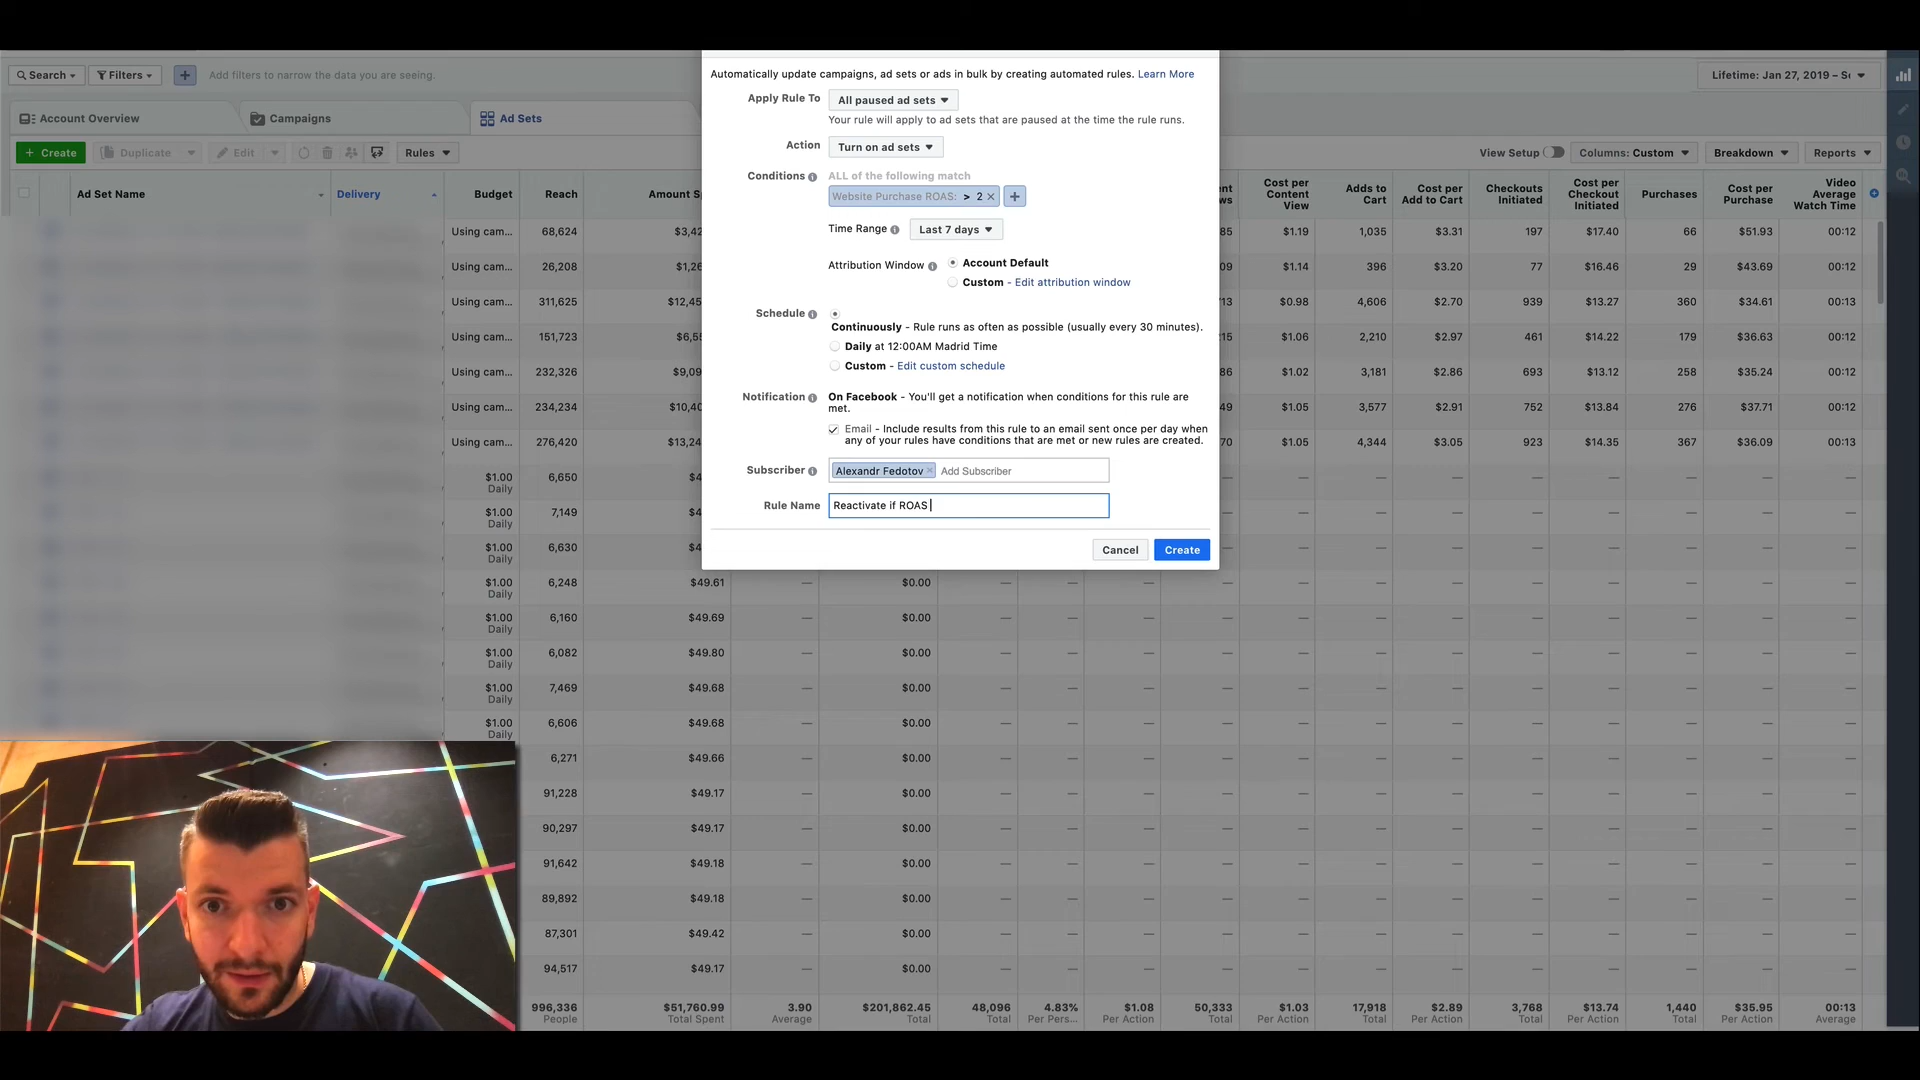 Automatically update campaigns, ad sets or ads in bulk by creating automated rules. Learn More
Search
Filters
Add filters to narrow the data you are seeing.
Lifetime: Jan 27, 2019 – S
Apply Rule To
All paused ad sets
Your rule will apply to ad sets that are paused at the time the rule runs.
Account Overview
Campaigns
Ad Sets
Action
Turn on ad sets
+ Create
Duplicate
Edit
Rules
View Setup
Columns: Custom
Breakdown
Reports
Conditions
ALL of the following match
Website Purchase ROAS: > 2
Time Range
Last 7 days
Attribution Window
Account Default
Custom - Edit attribution window
Schedule
Continuously - Rule runs as often as possible (usually every 30 minutes).
Daily at 12:00AM Madrid Time
Custom - Edit custom schedule
Notification
On Facebook - You'll get a notification when conditions for this rule are
met.
Email - Include results from this rule to an email sent once per day when
any of your rules have conditions that are met or new rules are created.
Subscriber
Alexandr Fedotov
Add Subscriber
Rule Name
Reactivate if ROAS
Cancel
Create
Ad Set Name
Delivery
Budget
Reach
Amount S
Cost per Content View
Adds to Cart
Cost per Add to Cart
Checkouts Initiated
Cost per Checkout Initiated
Purchases
Cost per Purchase
Video Average Watch Time
Using cam... 68,624 $3,42 85 $1.19 1,035 $3.31 197 $17.40 66 $51.93 00:12
Using cam... 26,208 $1,26 09 $1.14 396 $3.20 77 $16.46 29 $43.69 00:12
Using cam... 311,625 $12,45 713 $0.98 4,606 $2.70 939 $13.27 360 $34.61 00:13
Using cam... 151,723 $6,5 215 $1.06 2,210 $2.97 461 $14.22 179 $36.63 00:12
Using cam... 232,326 $9,09 86 $1.02 3,181 $2.86 693 $13.12 258 $35.24 00:12
Using cam... 234,234 $10,40 49 $1.05 3,577 $2.91 752 $13.84 276 $37.71 00:12
Using cam... 276,420 $13,24 70 $1.05 4,344 $3.05 923 $14.35 367 $36.09 00:13
$1.00 Daily 6,650 $4
$1.00 Daily 7,149 $4
$1.00 Daily 6,630 $4
$1.00 Daily 6,248 $49.61 — $0.00 — — — — — — — — — — — —
$1.00 Daily 6,160 $49.69 — $0.00 — — — — — — — — — — — —
$1.00 Daily 6,082 $49.80 — $0.00 — — — — — — — — — — — —
$1.00 Daily 7,469 $49.68 — $0.00 — — — — — — — — — — — —
$1.00 Daily 6,606 $49.68 — $0.00 — — — — — — — — — — — —
6,271 $49.66 — $0.00 — — — — — — — — — — — —
91,228 $49.17 — $0.00 — — — — — — — — — — — —
90,297 $49.17 — $0.00 — — — — — — — — — — — —
91,642 $49.18 — $0.00 — — — — — — — — — — — —
89,892 $49.18 — $0.00 — — — — — — — — — — — —
87,301 $49.42 — $0.00 — — — — — — — — — — — —
94,517 $49.17 — $0.00 — — — — — — — — — — — —
996,336 $51,760.99 3.90 $201,862.45 48,096 4.83% $1.08 50,333 $1.03 17,918 $2.89 3,768 $13.74 1,440 $35.95 00:13
People Total Spent Average Total Total Per Pers... Per Action Total Per Action Total Per Action Total Per Action Total Per Action Average